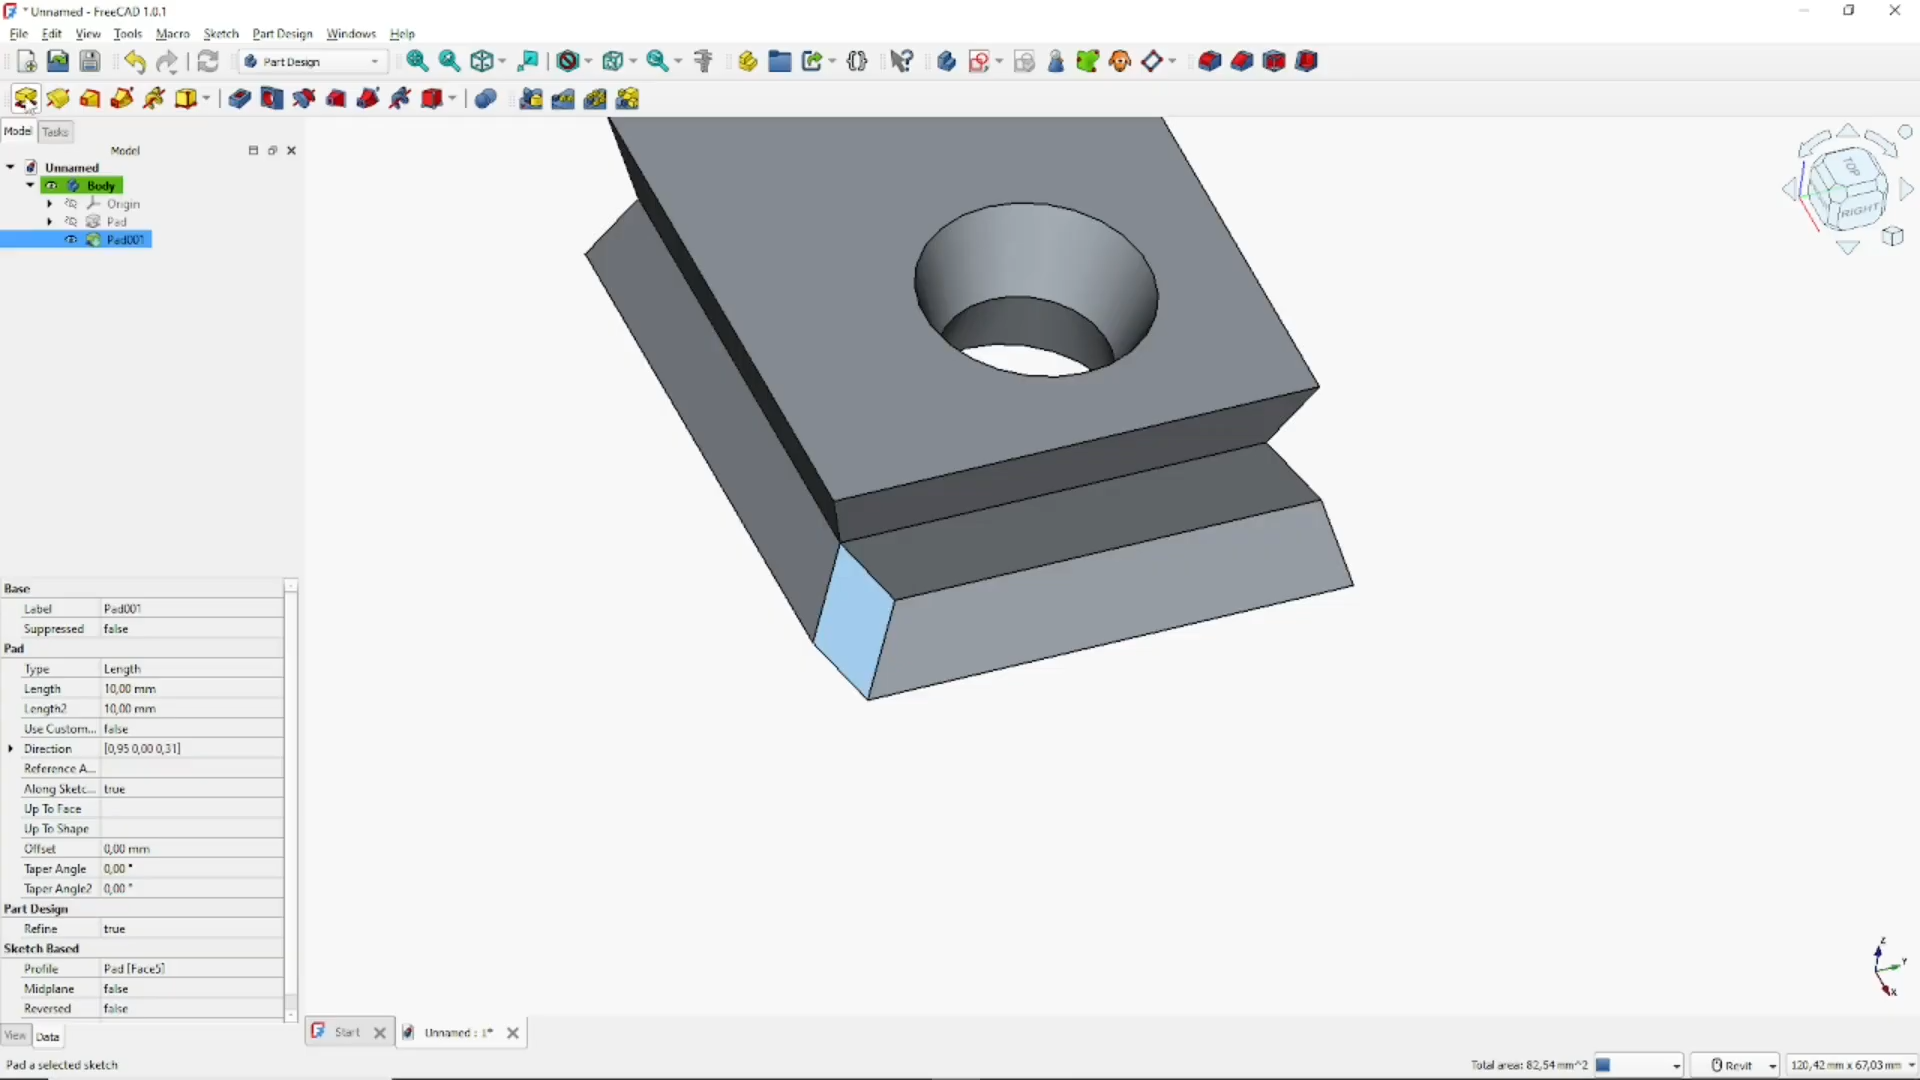 * Unnamed - FreeCAD 1.0.1
File Edit View Tools Macro Sketch Part Design Windows Help
Part Design
Model Tasks
Model
Unnamed
Body
Origin
Pad
Pad001
TOP
RIGHT
Base
Label Pad001
Suppressed false
Pad
Type Length
Length 10,00 mm
Length2 10,00 mm
Use Custom... false
Direction [0,95 0,00 0,31]
Reference A...
Along Sketc... true
Up To Face
Up To Shape
Offset 0,00 mm
Taper Angle 0,00 °
Taper Angle2 0,00 °
Part Design
Refine true
Sketch Based
Profile Pad [Face5]
Midplane false
Reversed false
Z
Y
X
View Data
Start
Unnamed : 1*
Pad a selected sketch
Total area: 82,54 mm^2
Revit
120,42 mm x 67,03 mm